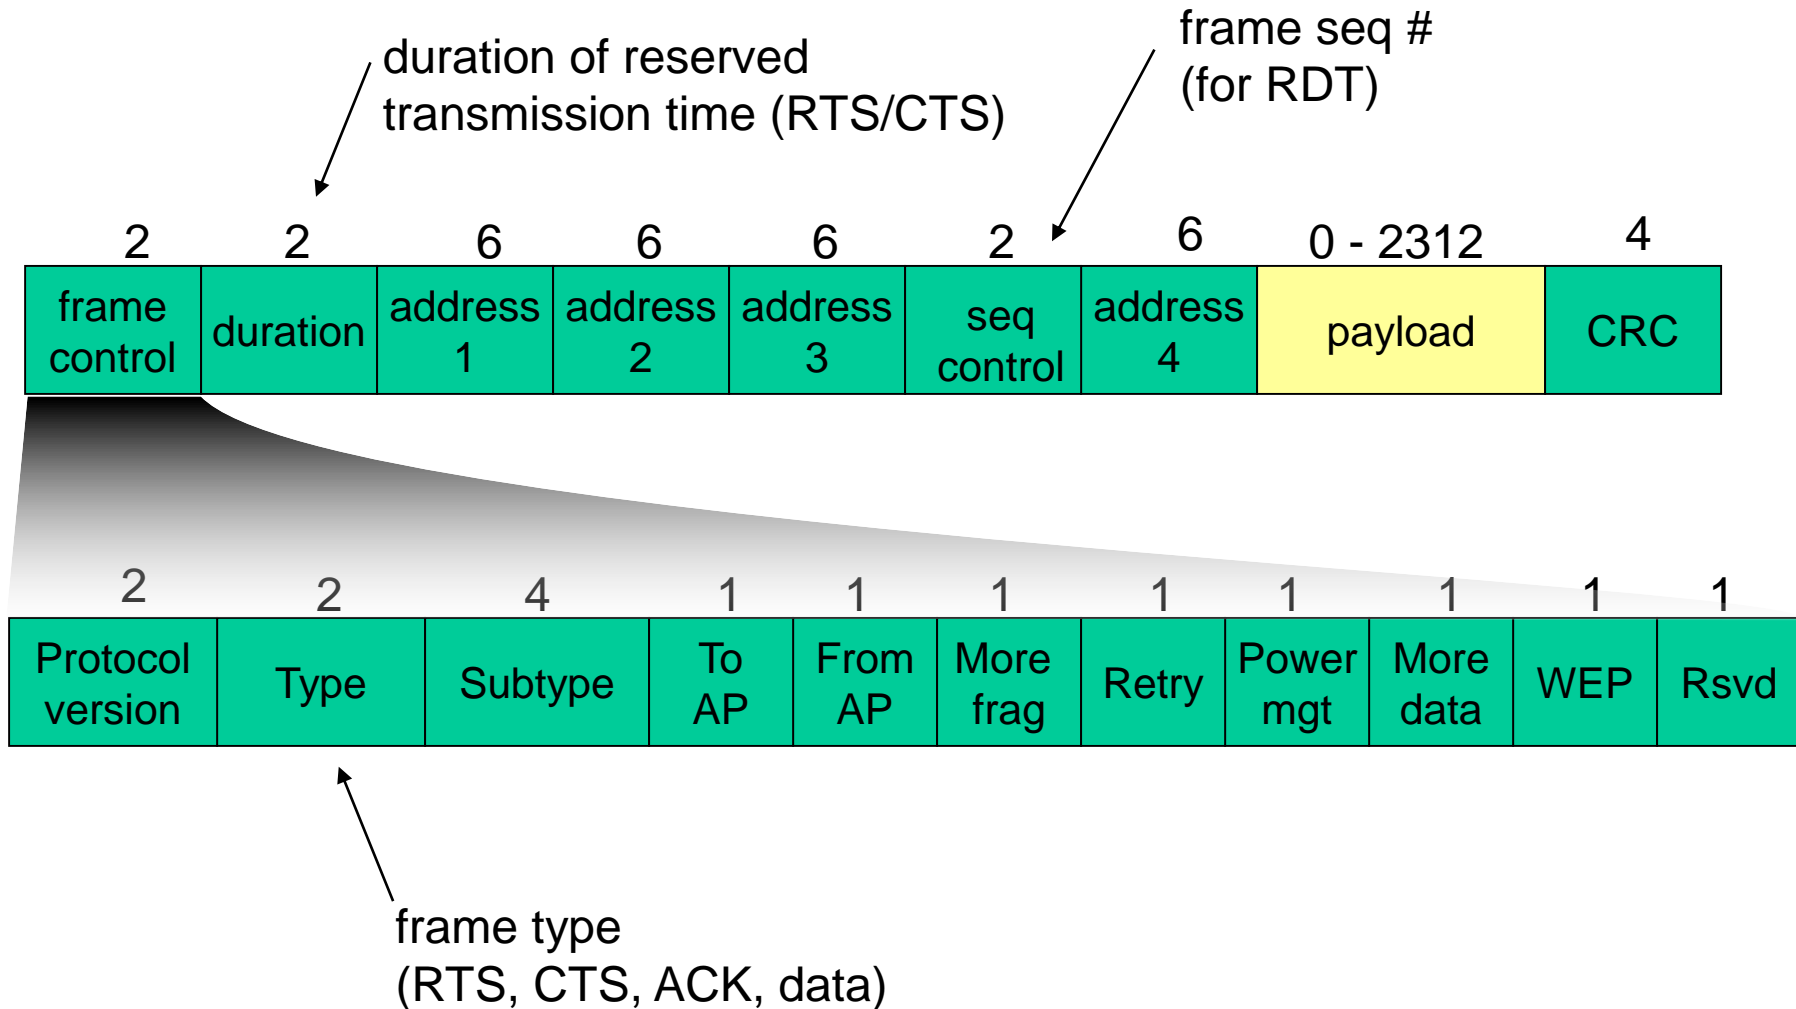 duration of reserved
transmission time (RTS/CTS)
frame seq #
(for RDT)
2 2 6 6 6 2 6 0 - 2312 4
frame
control
duration
address
1
address
2
address
3
seq
control
address
4
payload
CRC
2 2 4 1 1 1 1 1 1 1 1
Protocol
version
Type
Subtype
To
AP
From
AP
More
frag
Retry
Power
mgt
More
data
WEP
Rsvd
frame type
(RTS, CTS, ACK, data)